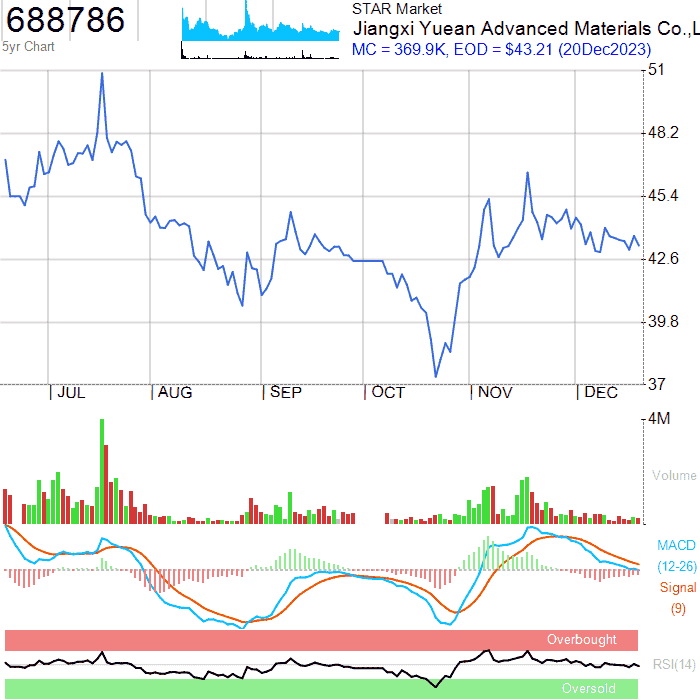 688786
5yr Chart
STAR Market
Jiangxi Yuean Advanced Materials Co.,L
MC = 369.9K, EOD = $43.21 (20Dec2023)
51
48.2
45.4
42.6
39.8
37
JUL
AUG
SEP
OCT
NOV
DEC
4M
Volume
MACD
(12-26)
Signal
(9)
Overbought
RSI(14)
Oversold